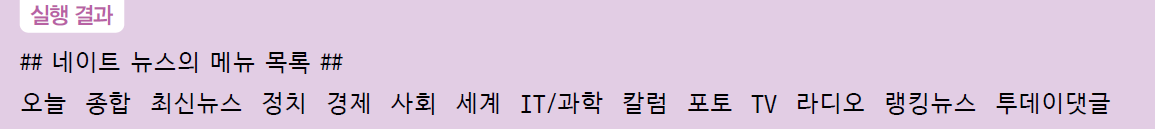 실행 결과
## 네이트 뉴스의 메뉴 목록 ##
오늘 종합 최신뉴스 정치 경제 사회 세계 IT/과학 칼럼 포토 TV 라디오 랭킹뉴스 투데이댓글